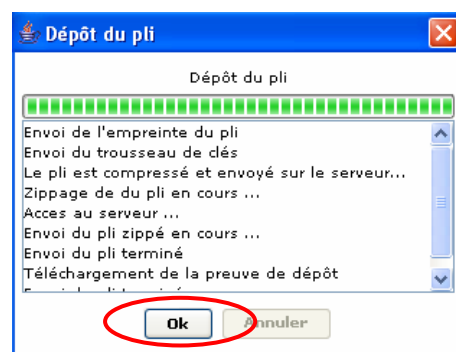 Dépôt du pli
Dépôt du pli
Envoi de l'empreinte du pli
Envoi du trousseau de clés
Le pli est compressé et envoyé sur le serveur...
Zippage de du pli en cours ...
Acces au serveur ...
Envoi du pli zippé en cours ...
Envoi du pli terminé
Téléchargement de la preuve de dépôt
Ok Annuler